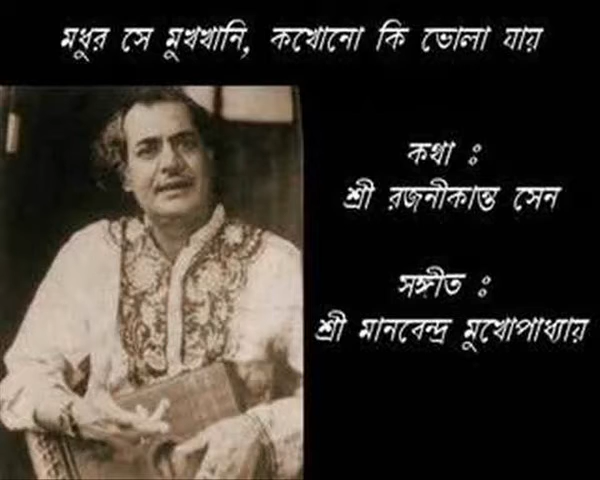 মধুর সে মুখখানি, কখোনো কি ভোলা যায়
কথা ঃ
শ্রী রজনীকান্ত সেন
সঙ্গীত ঃ
শ্রী মানবেন্দ্র মুখোপাধ্যায়